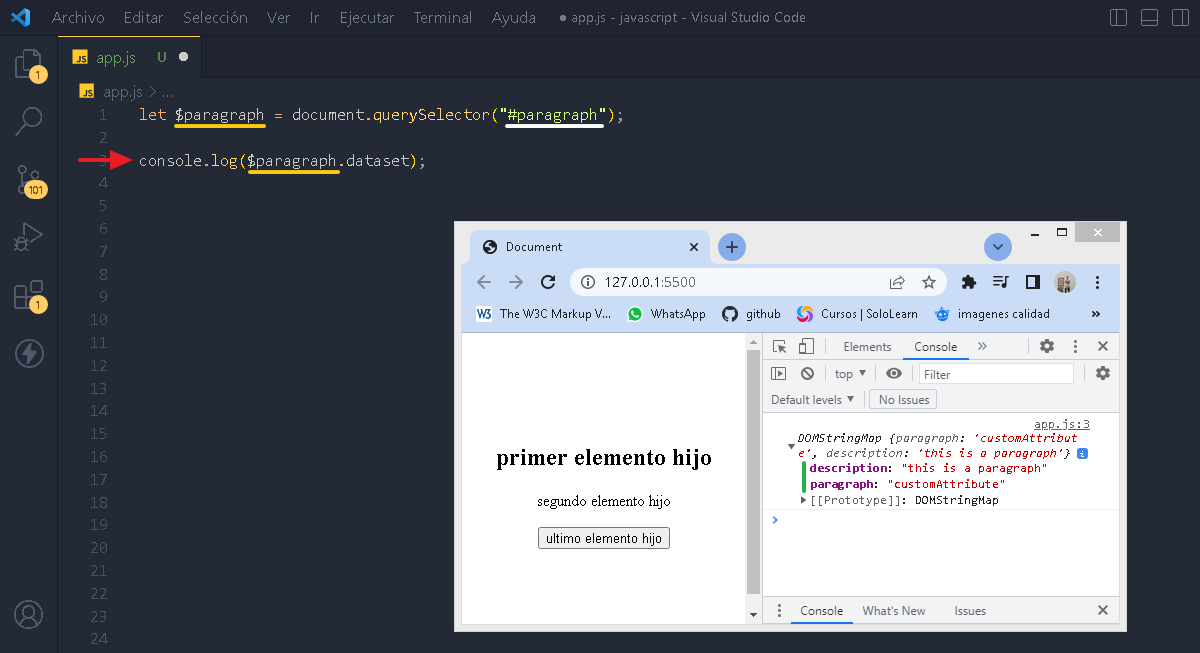 Archivo Editar Selección Ver Ir Ejecutar Terminal Ayuda ● app.js - javascript - Visual Studio Code
JS app.js U ●
1
JS app.js > ...
1 let $paragraph = document.querySelector("#paragraph");
2
3 console.log($paragraph.dataset);
4
101
5
6
7
8
9
1
10
11
12
13
14
15
16
17
18
19
20
21
22
23
24
Document
127.0.0.1:5500
W3 The W3C Markup V... WhatsApp github Cursos | SoloLearn imagenes calidad »
primer elemento hijo
segundo elemento hijo
ultimo elemento hijo
Elements Console »
top ▼ Filter
Default levels ▼ No Issues
app.js:3
DOMStringMap {paragraph: 'customAttribut
e', description: 'this is a paragraph'} i
description: "this is a paragraph"
paragraph: "customAttribute"
[[Prototype]]: DOMStringMap
Console What's New Issues